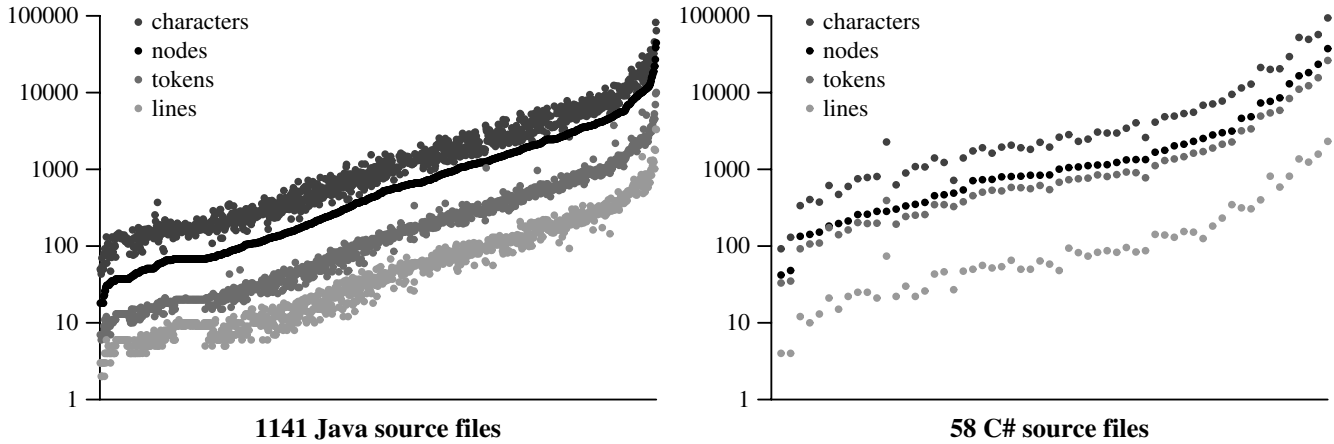 100000
10000
1000
100
10
1
characters
nodes
tokens
lines
1141 Java source files
100000
10000
1000
100
10
1
characters
nodes
tokens
lines
58 C# source files